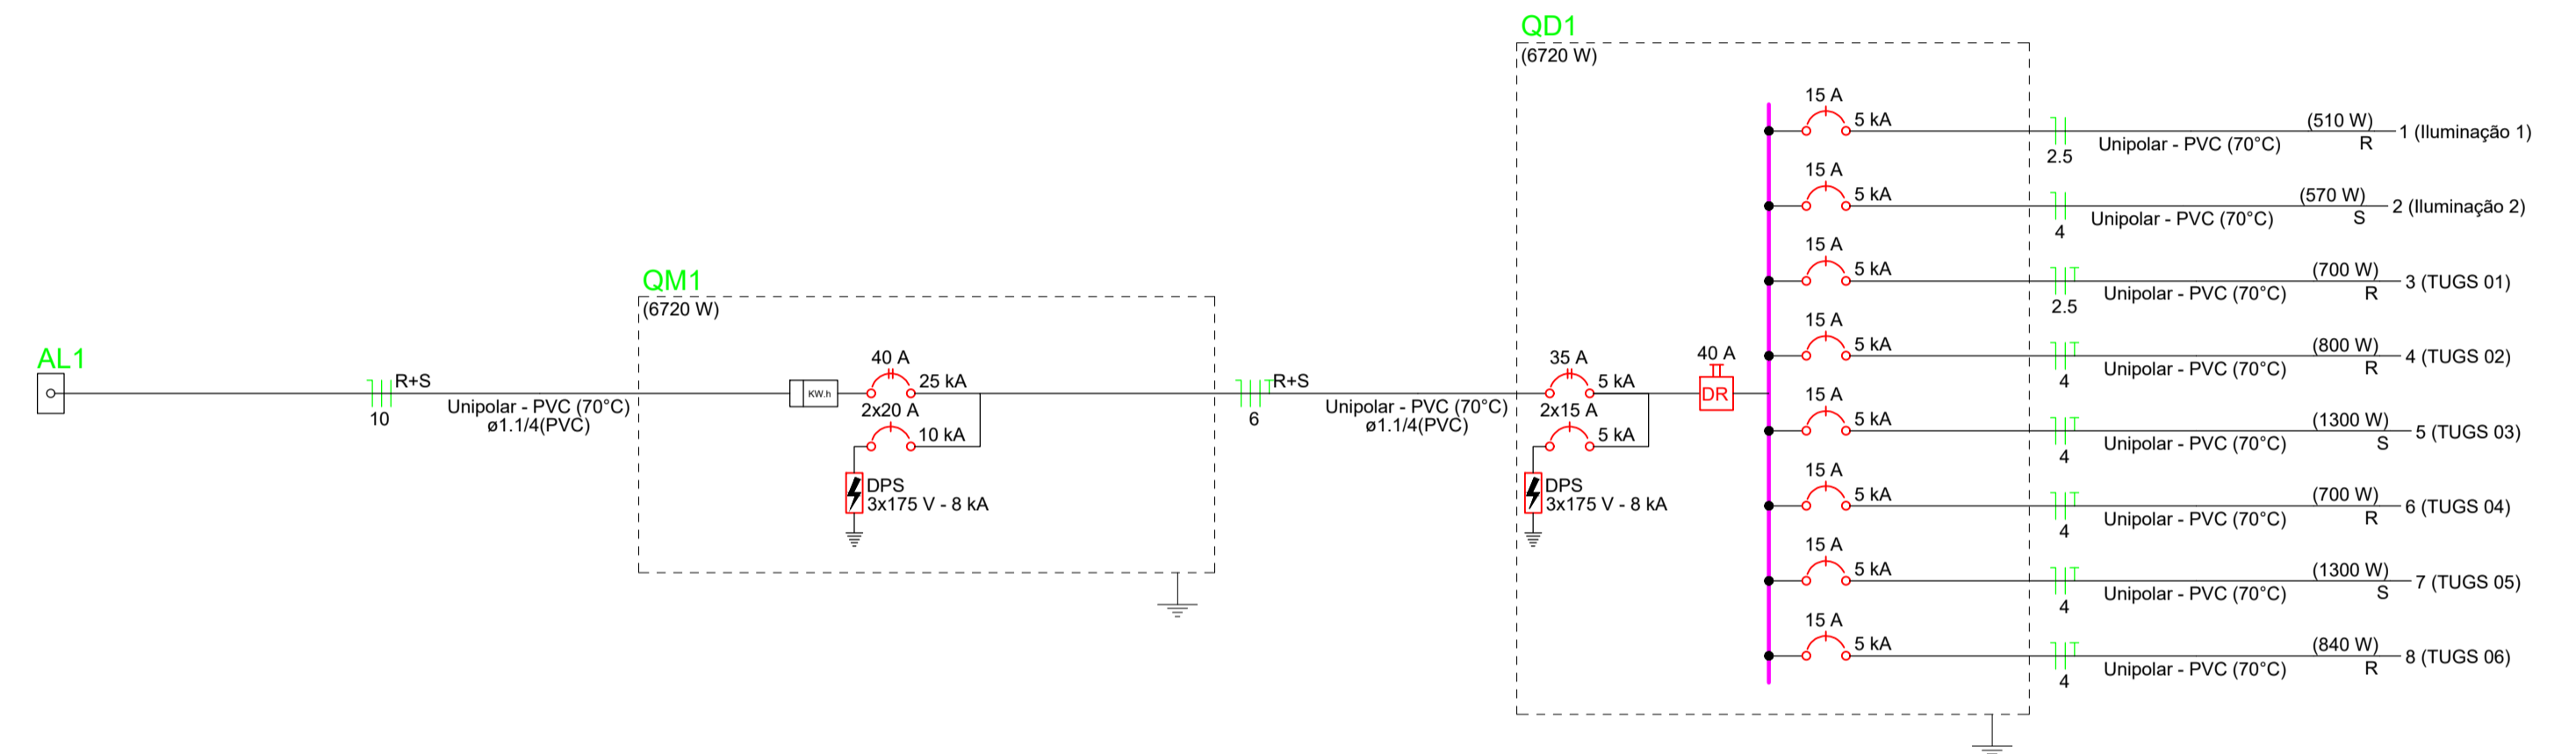 AL1
R+S
10
Unipolar - PVC (70°C)
ø1.1/4(PVC)
QM1
(6720 W)
KW.h
40 A
25 kA
2x20 A
10 kA
DPS
3x175 V - 8 kA
R+S
6
Unipolar - PVC (70°C)
ø1.1/4(PVC)
QD1
(6720 W)
35 A
5 kA
2x15 A
5 kA
DPS
3x175 V - 8 kA
40 A
DR
15 A
5 kA
2.5
Unipolar - PVC (70°C)
(510 W)
R
1 (Iluminação 1)
15 A
5 kA
4
Unipolar - PVC (70°C)
(570 W)
S
2 (Iluminação 2)
15 A
5 kA
2.5
Unipolar - PVC (70°C)
(700 W)
R
3 (TUGS 01)
15 A
5 kA
4
Unipolar - PVC (70°C)
(800 W)
R
4 (TUGS 02)
15 A
5 kA
4
Unipolar - PVC (70°C)
(1300 W)
S
5 (TUGS 03)
15 A
5 kA
4
Unipolar - PVC (70°C)
(700 W)
R
6 (TUGS 04)
15 A
5 kA
4
Unipolar - PVC (70°C)
(1300 W)
S
7 (TUGS 05)
15 A
5 kA
4
Unipolar - PVC (70°C)
(840 W)
R
8 (TUGS 06)